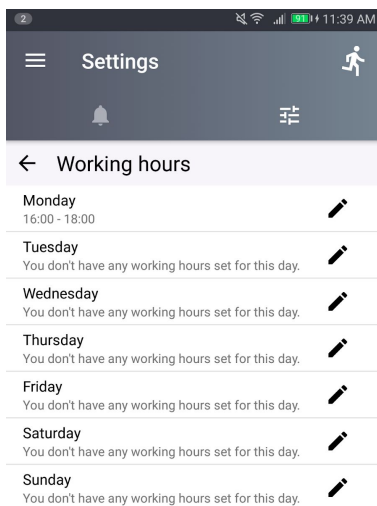 2
91
11:39 AM
Settings
Working hours
Monday
16:00 - 18:00
Tuesday
You don't have any working hours set for this day.
Wednesday
You don't have any working hours set for this day.
Thursday
You don't have any working hours set for this day.
Friday
You don't have any working hours set for this day.
Saturday
You don't have any working hours set for this day.
Sunday
You don't have any working hours set for this day.